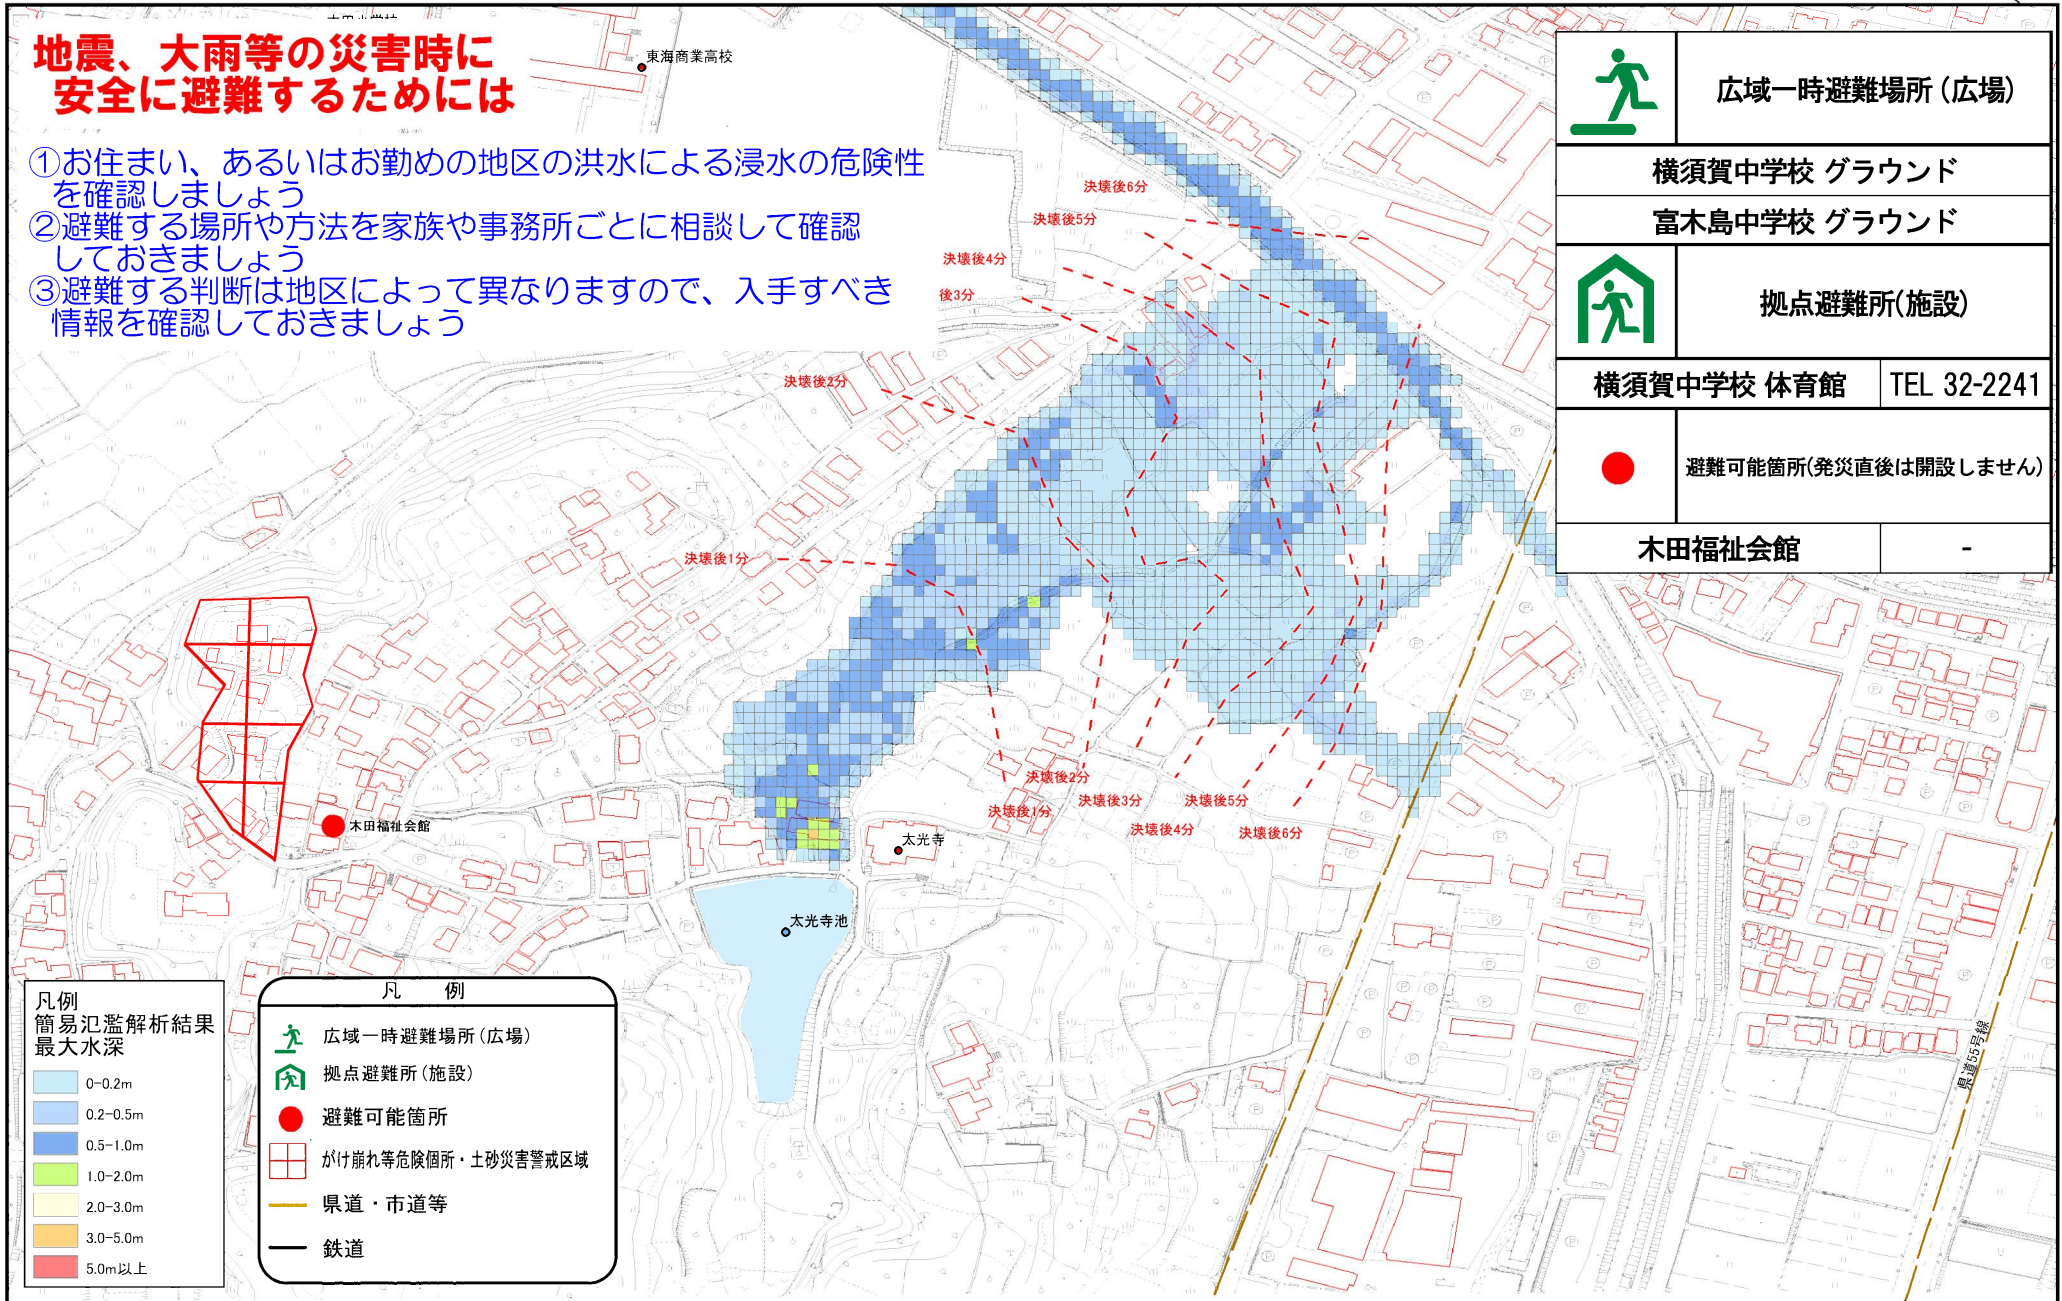 地震、大雨等の災害時に
安全に避難するためには
①お住まい、あるいはお勤めの地区の洪水による浸水の危険性
を確認しましょう
②避難する場所や方法を家族や事務所ごとに相談して確認
しておきましょう
③避難する判断は地区によって異なりますので、入手すべき
情報を確認しておきましょう
東海商業高校
広域一時避難場所(広場)
横須賀中学校 グラウンド
富木島中学校 グラウンド
拠点避難所(施設)
横須賀中学校 体育館 TEL 32-2241
避難可能箇所(発災直後は開設しません)
木田福祉会館 -
決壊後6分
決壊後5分
決壊後4分
後3分
決壊後2分
決壊後1分
決壊後2分
決壊後1分
決壊後3分
決壊後5分
決壊後4分
決壊後6分
木田福祉会館
太光寺
太光寺池
県道55号線
凡例
簡易氾濫解析結果
最大水深
0-0.2m
0.2-0.5m
0.5-1.0m
1.0-2.0m
2.0-3.0m
3.0-5.0m
5.0m以上
凡 例
広域一時避難場所(広場)
拠点避難所(施設)
避難可能箇所
がけ崩れ等危険個所・土砂災害警戒区域
県道・市道等
鉄道